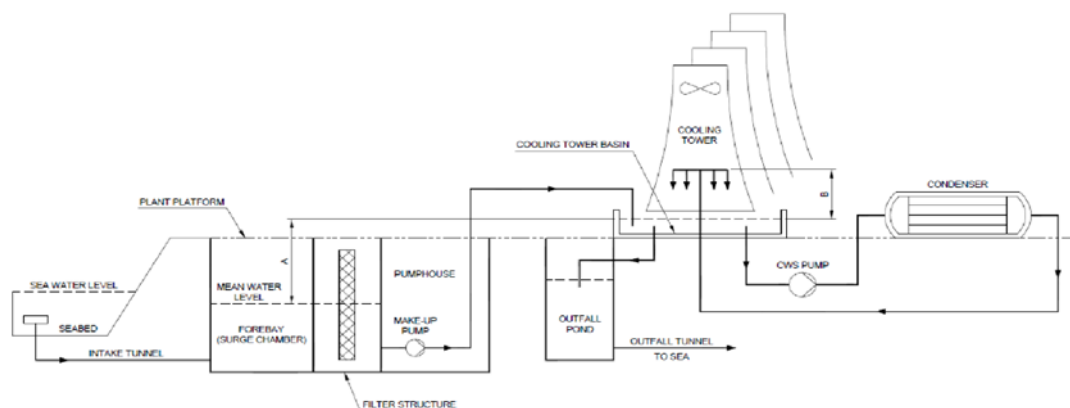 COOLING
TOWER
COOLING TOWER BASIN
B
CONDENSER
PLANT PLATFORM
A
PUMPHOUSE
CWS PUMP
SEA WATER LEVEL
MEAN WATER
LEVEL
SEABED
FOREBAY
(SURGE CHAMBER)
MAKE-UP
PUMP
OUTFALL
POND
INTAKE TUNNEL
OUTFALL TUNNEL
TO SEA
FILTER STRUCTURE